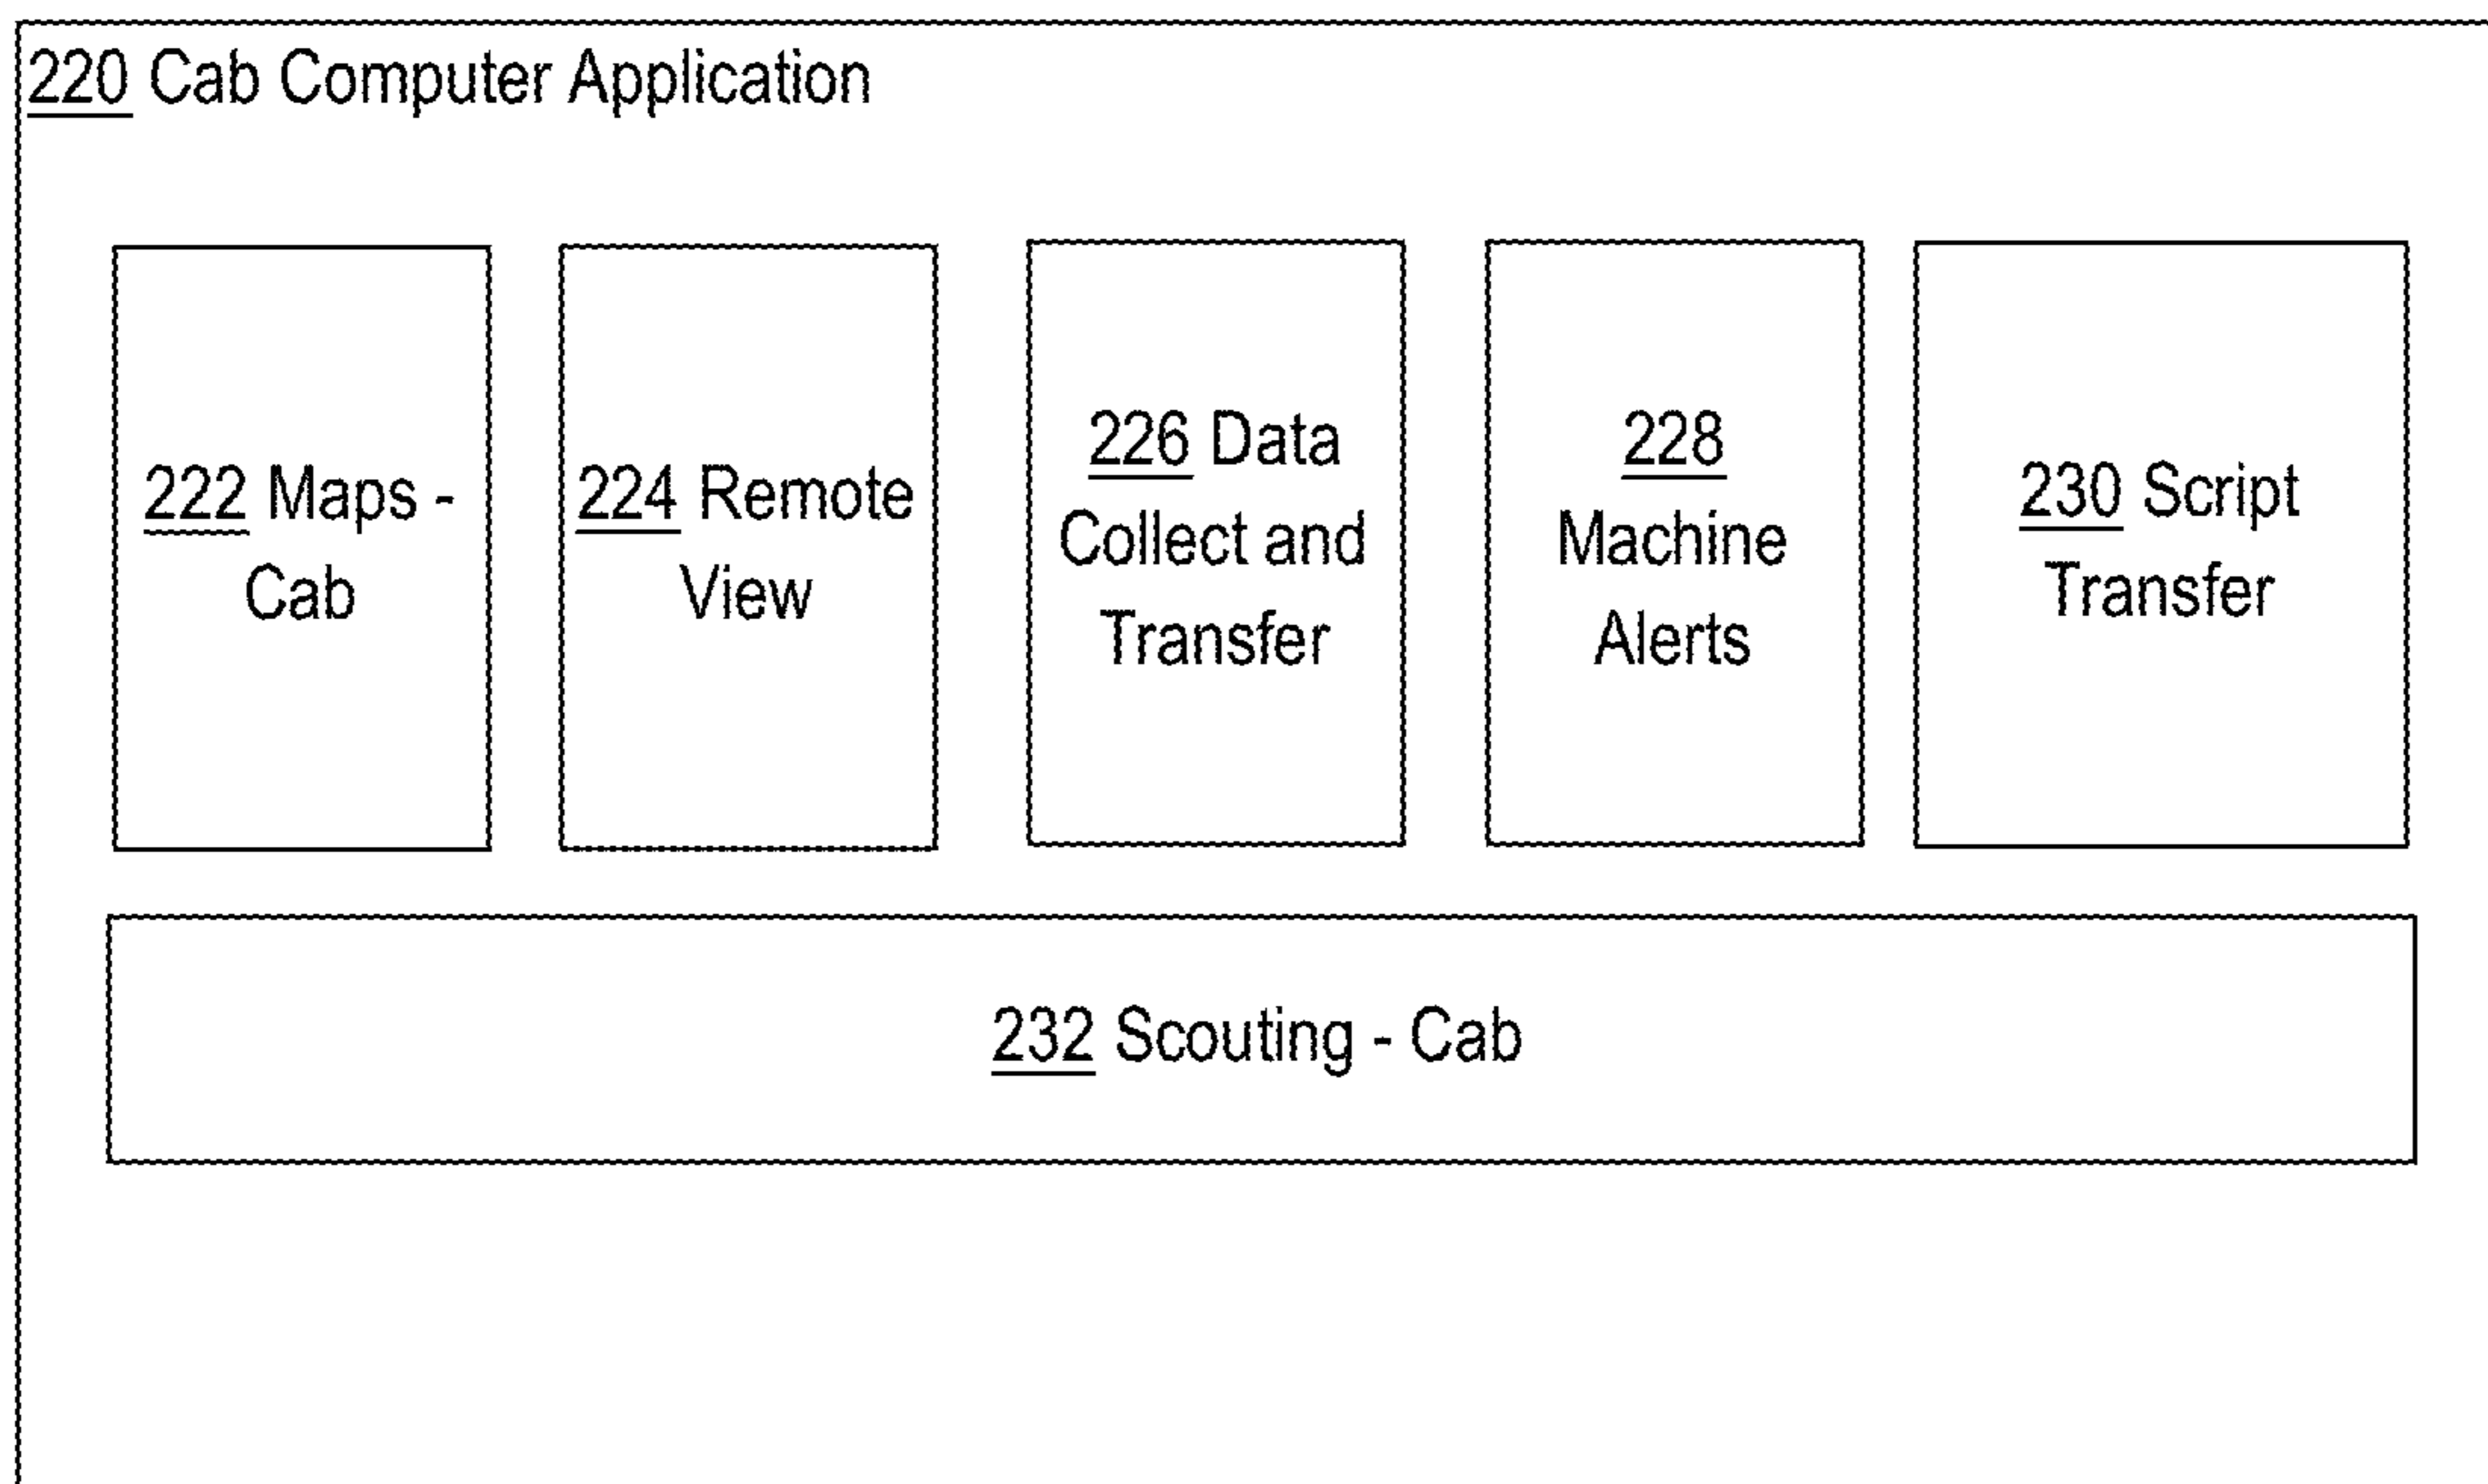 220 Cab Computer Application
222 Maps -
Cab
224 Remote
View
226 Data
Collect and
Transfer
228
Machine
Alerts
230 Script
Transfer
232 Scouting - Cab